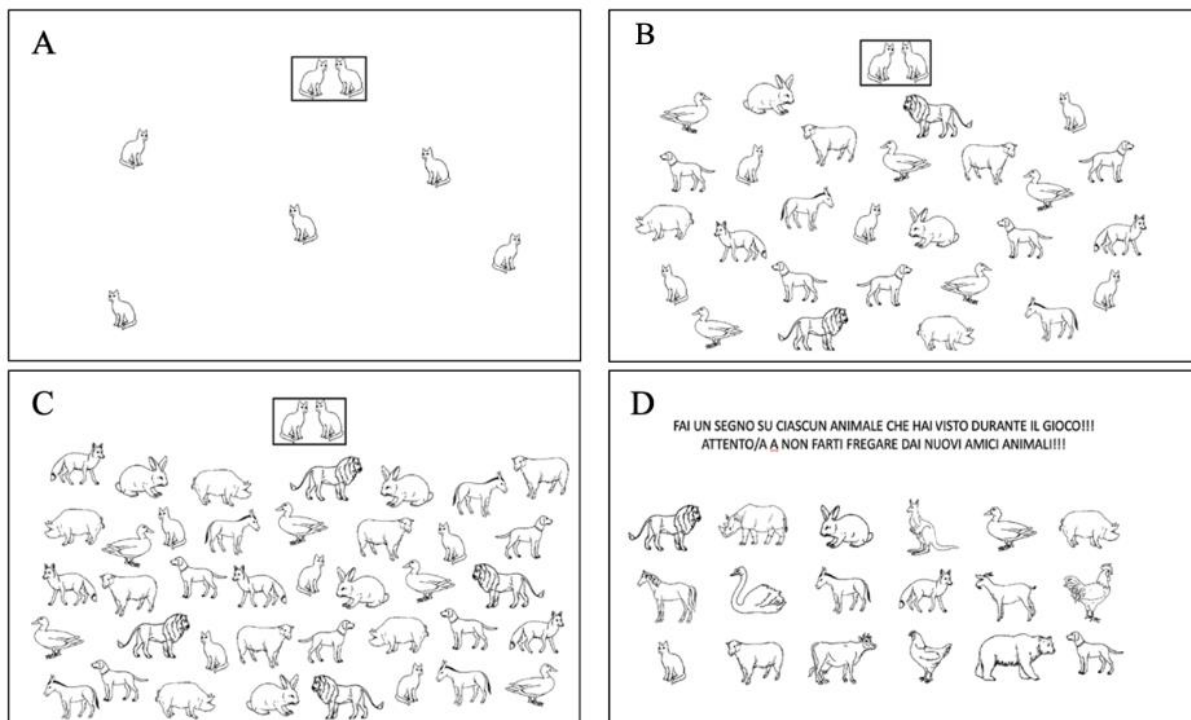 A
B
C
D
FAI UN SEGNO SU CIASCUN ANIMALE CHE HAI VISTO DURANTE IL GIOCO!!!
ATTENTO/A A NON FARTI FREGARE DAI NUOVI AMICI ANIMALI!!!